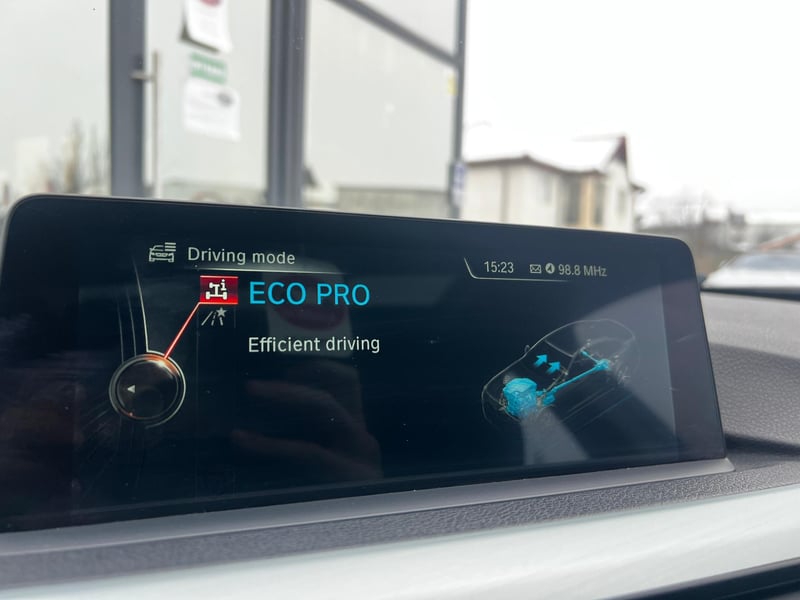 Driving mode
15:23 98.8 MHz
ECO PRO
Efficient driving